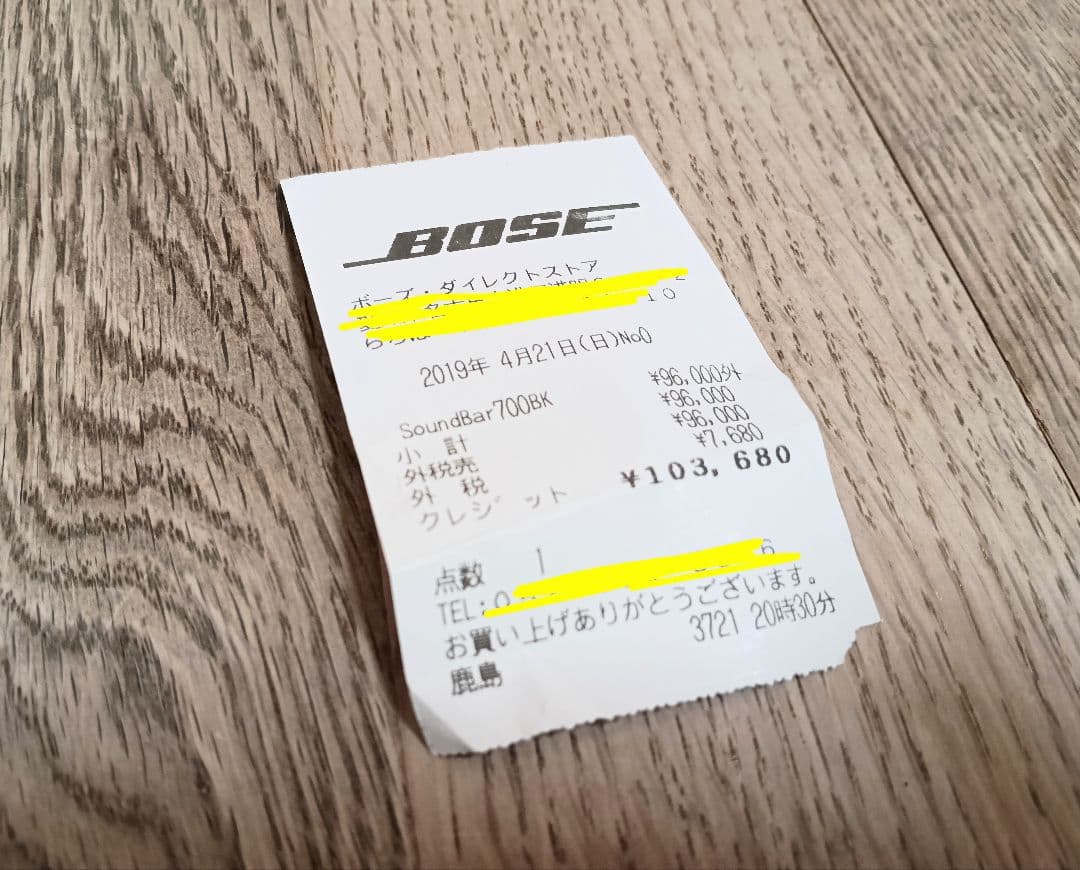 BOSE
ボーズ・ダイレクトストア
10
2019年 4月21日(日)No0
SoundBar700BK ¥96,000外
小 計 ¥96,000
外税売 ¥96,000
外 税 ¥7,680
クレジット ¥103,680
点数 1
TEL:0 6
お買い上げありがとうございます。
3721 20時30分
鹿島